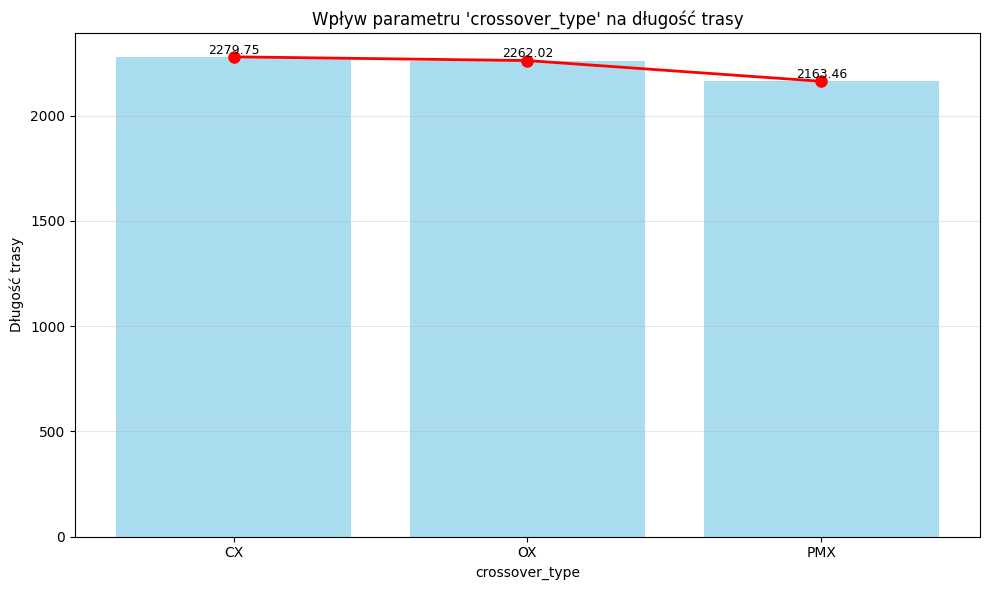 Wpływ parametru 'crossover_type' na długość trasy
2279.75
2262.02
2163.46
Długość trasy
2000
1500
1000
500
0
CX
OX
PMX
crossover_type